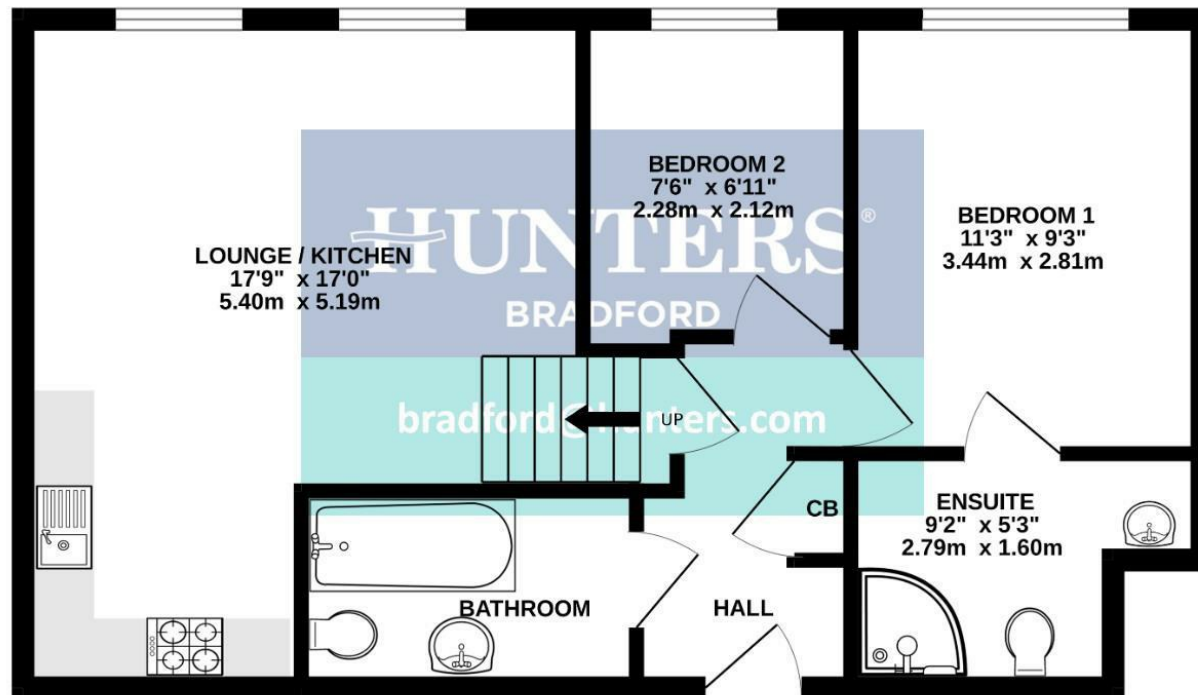 BEDROOM 2
7'6" x 6'11"
2.28m x 2.12m
BEDROOM 1
11'3" x 9'3"
3.44m x 2.81m
LOUNGE / KITCHEN
17'9" x 17'0"
5.40m x 5.19m
HUNTERS®
BRADFORD
UP
bradford@hunters.com
CB
ENSUITE
9'2" x 5'3"
2.79m x 1.60m
BATHROOM
HALL